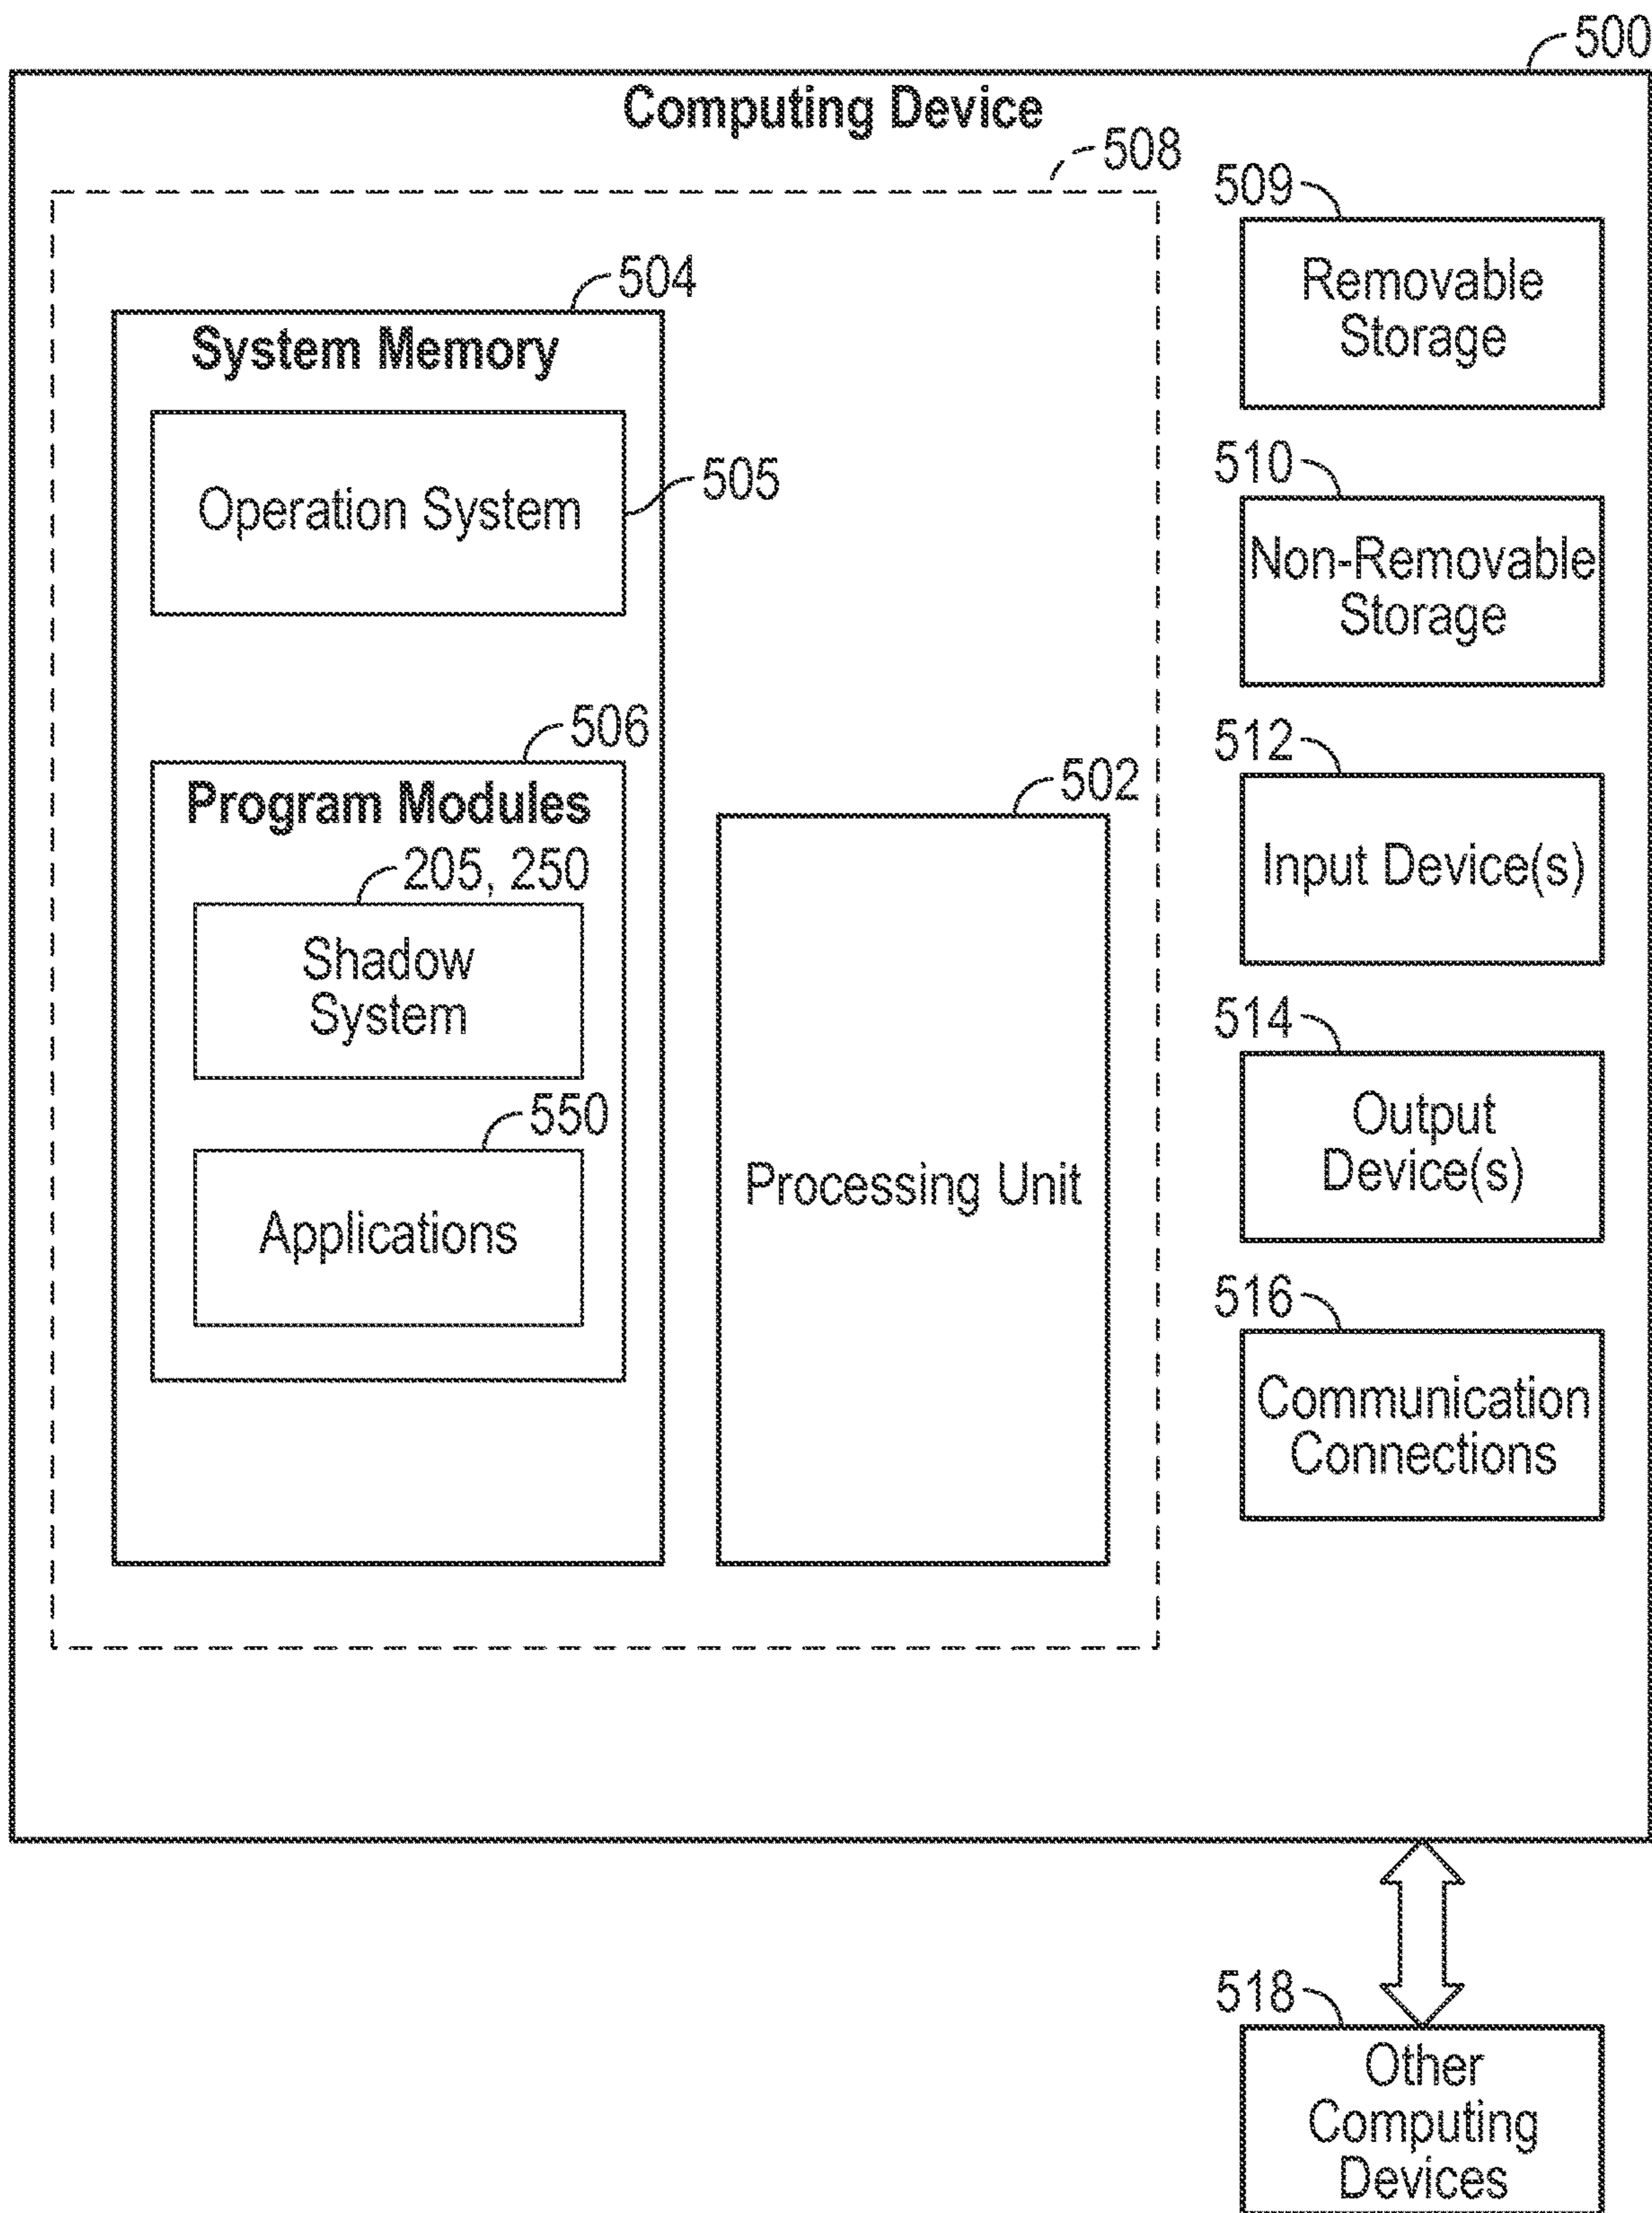 500
Computing Device
508
504
System Memory
Operation System
505
506
Program Modules
205, 250
Shadow
System
550
Applications
502
Processing Unit
509
Removable
Storage
510
Non-Removable
Storage
512
Input Device(s)
514
Output
Device(s)
516
Communication
Connections
518
Other
Computing
Devices